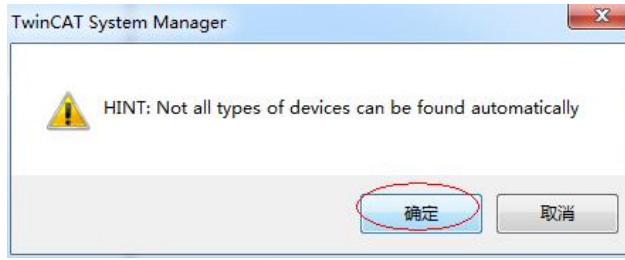 TwinCAT System Manager
HINT: Not all types of devices can be found automatically
确定
取消